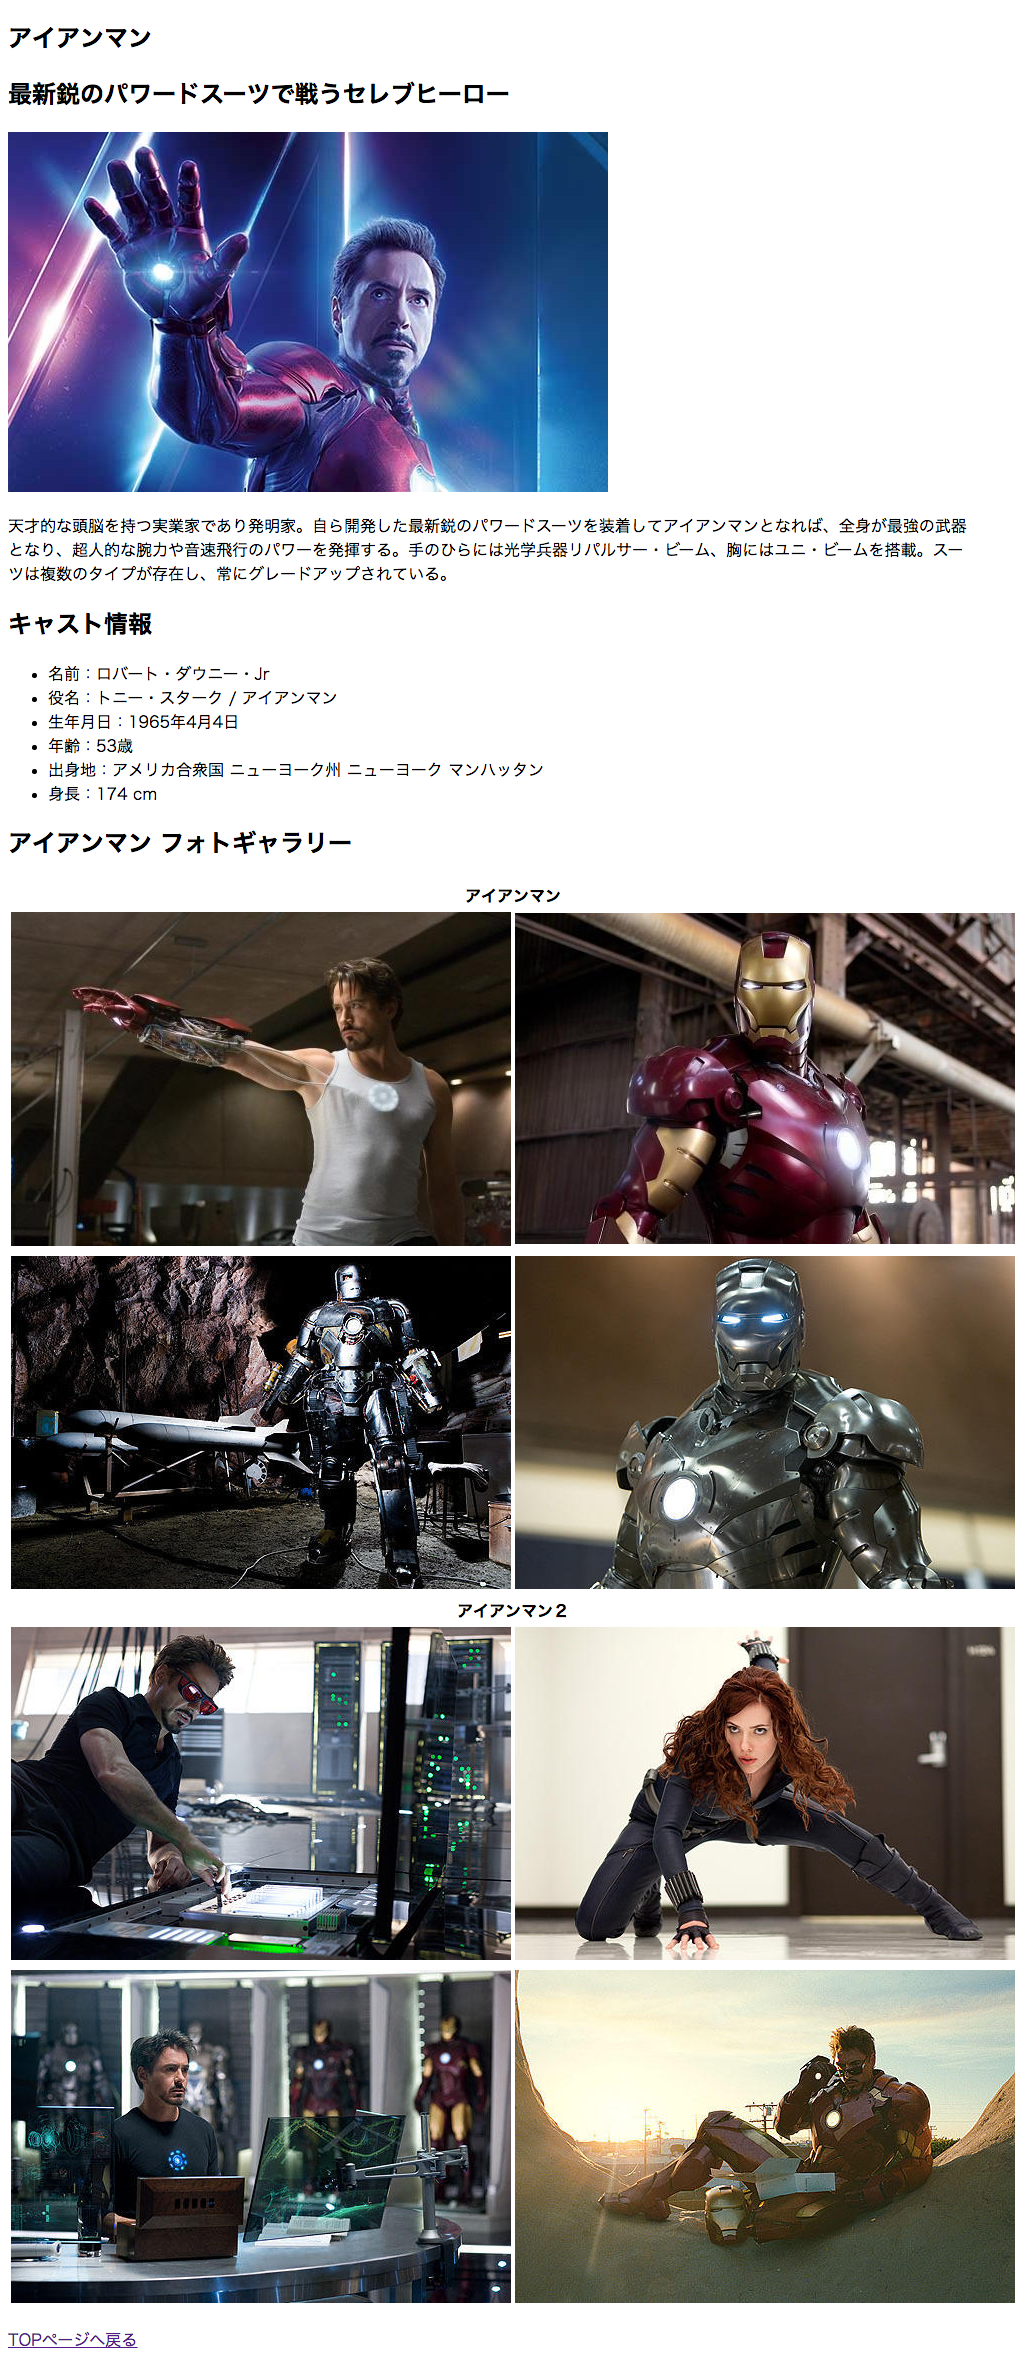 アイアンマン
最新鋭のパワードスーツで戦うセレブヒーロー
天才的な頭脳を持つ実業家であり発明家。自ら開発した最新鋭のパワードスーツを装着してアイアンマンとなれば、全身が最強の武器
となり、超人的な腕力や音速飛行のパワーを発揮する。手のひらには光学兵器リパルサー・ビーム、胸にはユニ・ビームを搭載。スー
ツは複数のタイプが存在し、常にグレードアップされている。
キャスト情報
• 名前：ロバート・ダウニー・Jr
• 役名：トニー・スターク / アイアンマン
• 生年月日：1965年4月4日
• 年齢：53歳
• 出身地：アメリカ合衆国 ニューヨーク州 ニューヨーク マンハッタン
• 身長：174 cm
アイアンマン フォトギャラリー
アイアンマン
アイアンマン２
TOPページへ戻る